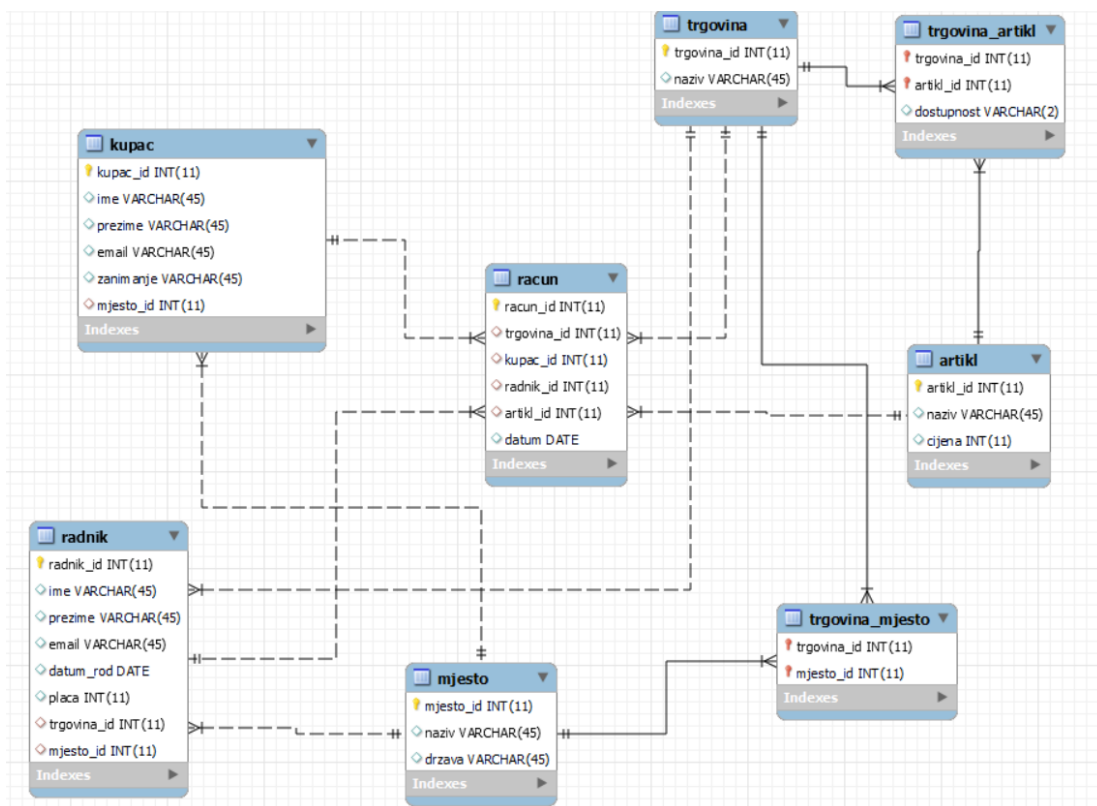 trgovina
trgovina_id INT(11)
naziv VARCHAR(45)
Indexes
trgovina_artikl
trgovina_id INT(11)
artikl_id INT(11)
dostupnost VARCHAR(2)
Indexes
kupac
kupac_id INT(11)
ime VARCHAR(45)
prezime VARCHAR(45)
email VARCHAR(45)
zanimanje VARCHAR(45)
mjesto_id INT(11)
Indexes
racun
racun_id INT(11)
trgovina_id INT(11)
kupac_id INT(11)
radnik_id INT(11)
artikl_id INT(11)
datum DATE
Indexes
artikl
artikl_id INT(11)
naziv VARCHAR(45)
cijena INT(11)
Indexes
radnik
radnik_id INT(11)
ime VARCHAR(45)
prezime VARCHAR(45)
email VARCHAR(45)
datum_rod DATE
placa INT(11)
trgovina_id INT(11)
mjesto_id INT(11)
Indexes
mjesto
mjesto_id INT(11)
naziv VARCHAR(45)
drzava VARCHAR(45)
Indexes
trgovina_mjesto
trgovina_id INT(11)
mjesto_id INT(11)
Indexes